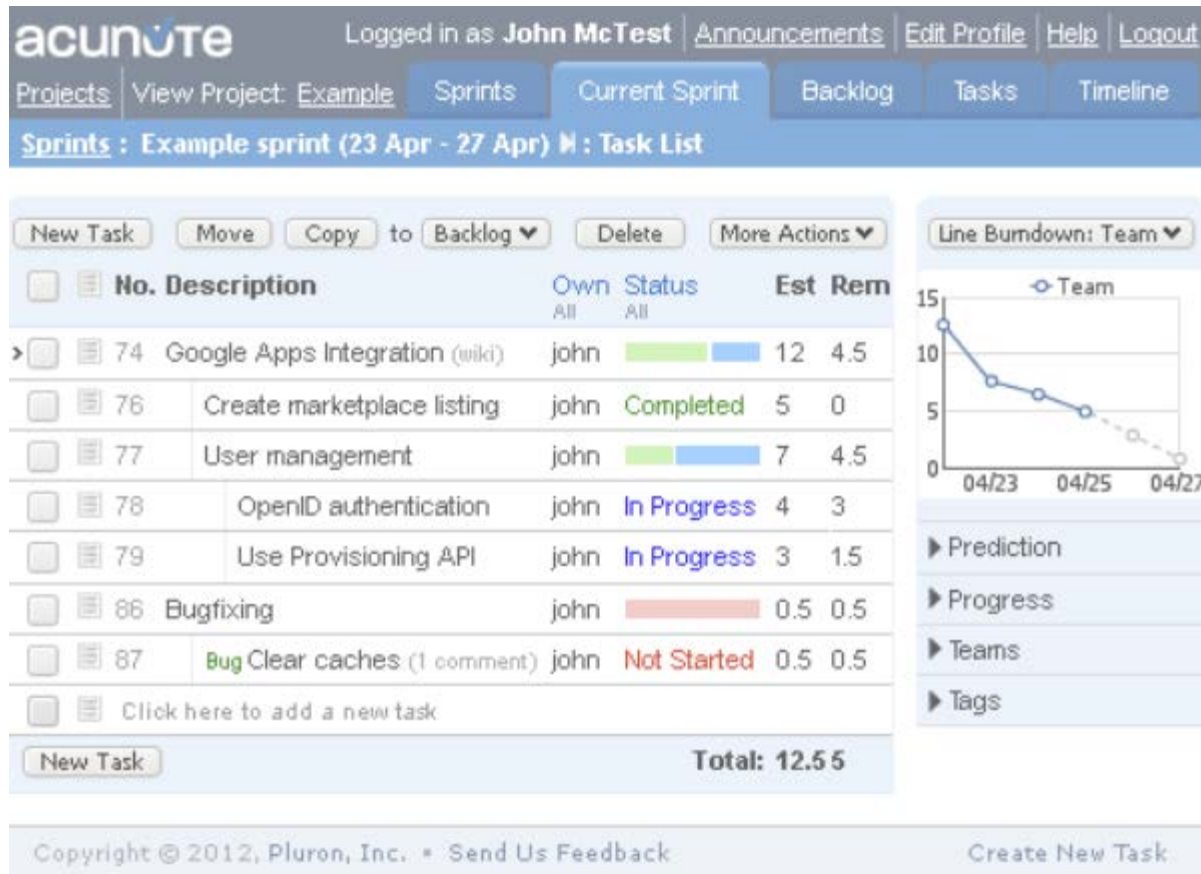 acunote Logged in as John McTest Announcements Edit Profile Help Logout
Projects View Project: Example Sprints Current Sprint Backlog Tasks Timeline
Sprints : Example sprint (23 Apr - 27 Apr) : Task List
New Task Move Copy to Backlog Delete More Actions
No. Description Own Status Est Rem
All All
74 Google Apps Integration (wiki) john 12 4.5
76 Create marketplace listing john Completed 5 0
77 User management john 7 4.5
78 OpenID authentication john In Progress 4 3
79 Use Provisioning API john In Progress 3 1.5
86 Bugfixing john 0.5 0.5
87 Bug Clear caches (1 comment) john Not Started 0.5 0.5
Click here to add a new task
New Task Total: 12.5 5
Line Burndown: Team
Team
15
10
5
0
04/23 04/25 04/27
Prediction
Progress
Teams
Tags
Copyright © 2012, Pluron, Inc. • Send Us Feedback Create New Task